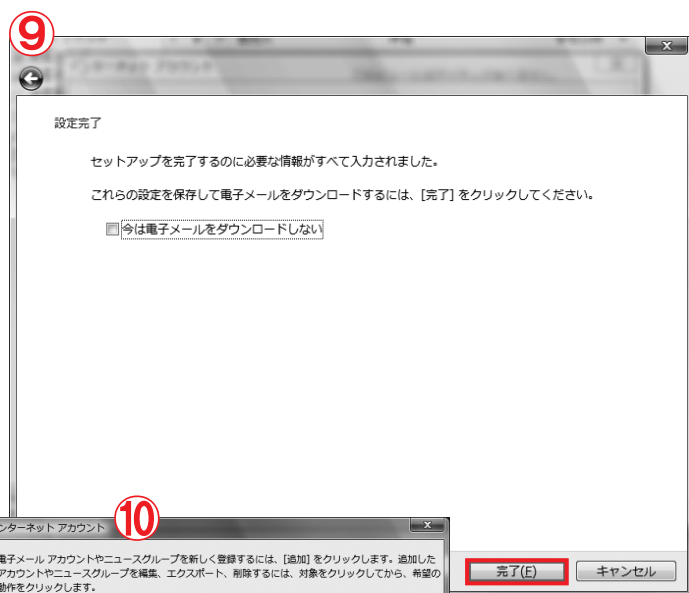 ⑨
設定完了
セットアップを完了するのに必要な情報がすべて入力されました。
これらの設定を保存して電子メールをダウンロードするには、[完了] をクリックしてください。
今は電子メールをダウンロードしない
完了(F)
キャンセル
⑩
ンターネット アカウント
電子メール アカウントやニュースグループを新しく登録するには、[追加] をクリックします。追加した
アカウントやニュースグループを編集、エクスポート、削除するには、対象をクリックしてから、希望の
動作をクリックします。